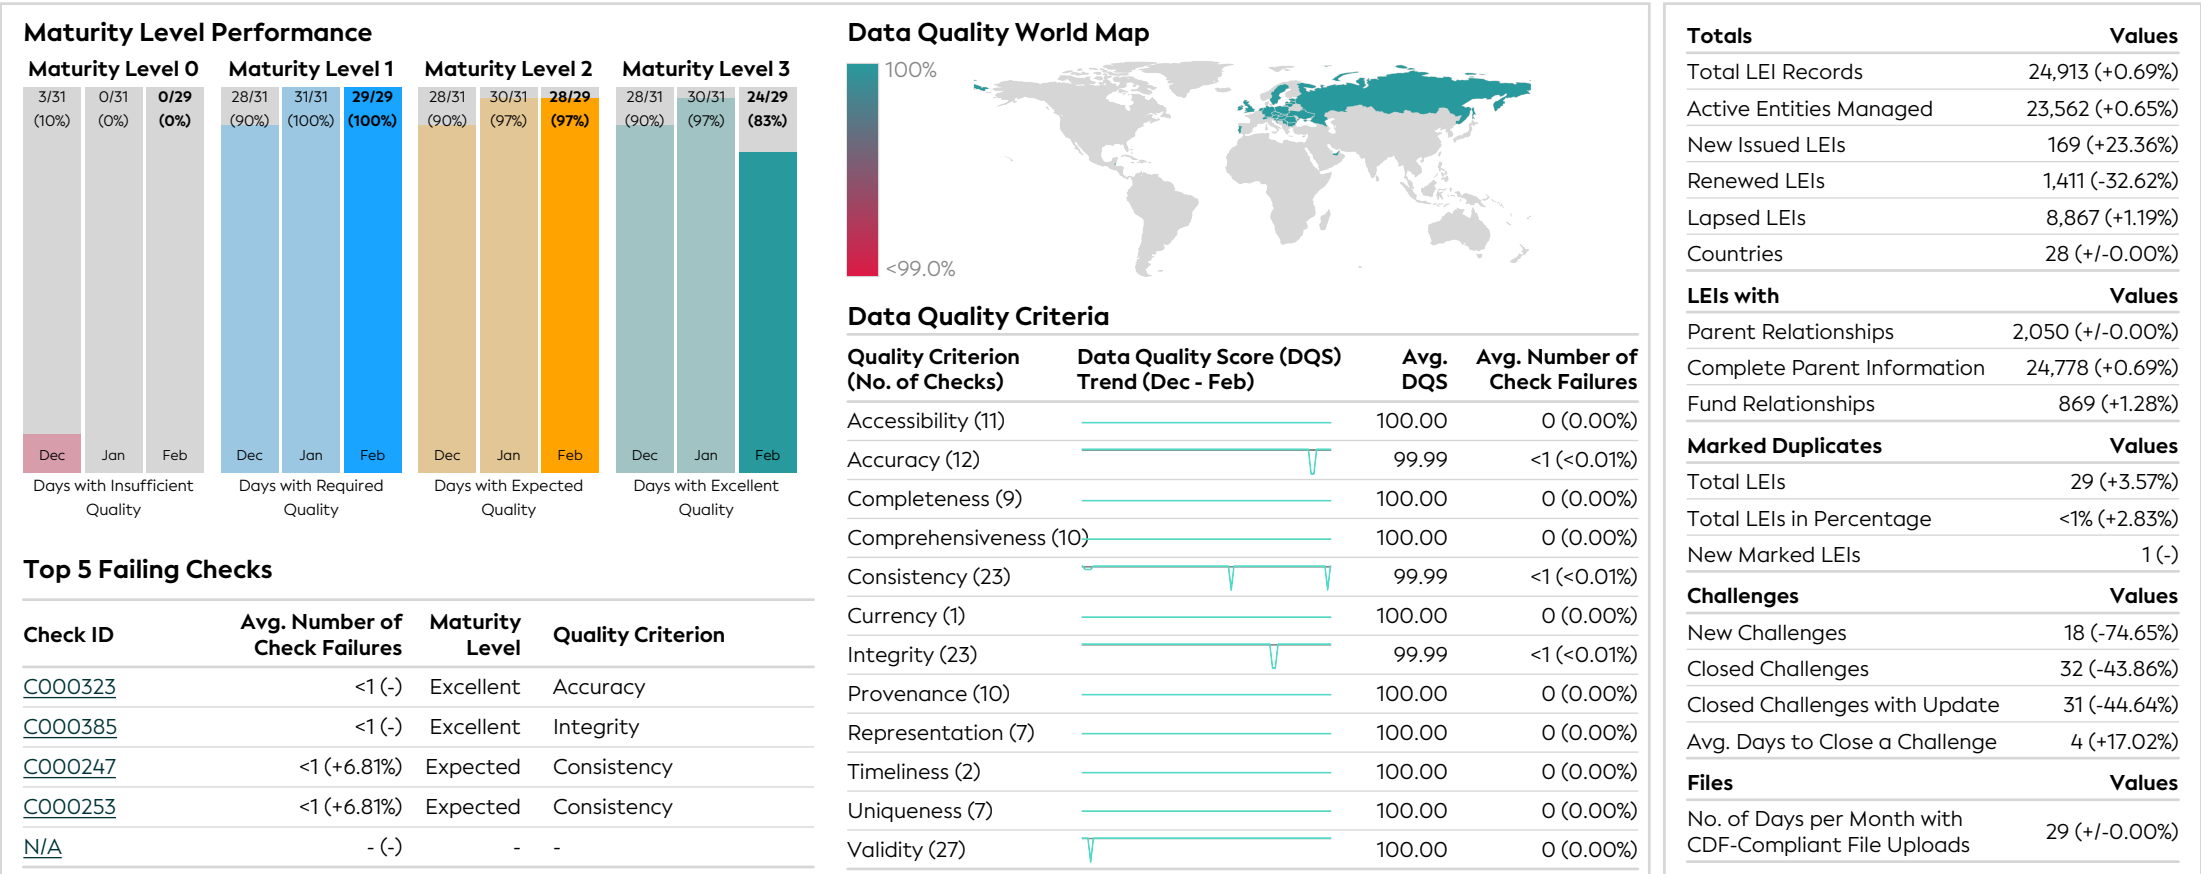 Maturity Level Performance
Maturity Level 0 Maturity Level 1 Maturity Level 2 Maturity Level 3
3/31 0/31 0/29 28/31 31/31 29/29 28/31 30/31 28/29 28/31 30/31 24/29
(10%) (0%) (0%) (90%) (100%) (100%) (90%) (97%) (97%) (90%) (97%) (83%)
Dec Jan Feb Dec Jan Feb Dec Jan Feb Dec Jan Feb
Days with Insufficient Quality
Days with Required Quality
Days with Expected Quality
Days with Excellent Quality
Top 5 Failing Checks
Check ID Avg. Number of Check Failures Maturity Level Quality Criterion
C000323 <1 (-) Excellent Accuracy
C000385 <1 (-) Excellent Integrity
C000247 <1 (+6.81%) Expected Consistency
C000253 <1 (+6.81%) Expected Consistency
N/A - (-) - -
Data Quality World Map
100%
<99.0%
Data Quality Criteria
Quality Criterion (No. of Checks) Data Quality Score (DQS) Trend (Dec - Feb) Avg. DQS Avg. Number of Check Failures
Accessibility (11) 100.00 0 (0.00%)
Accuracy (12) 99.99 <1 (<0.01%)
Completeness (9) 100.00 0 (0.00%)
Comprehensiveness (10) 100.00 0 (0.00%)
Consistency (23) 99.99 <1 (<0.01%)
Currency (1) 100.00 0 (0.00%)
Integrity (23) 99.99 <1 (<0.01%)
Provenance (10) 100.00 0 (0.00%)
Representation (7) 100.00 0 (0.00%)
Timeliness (2) 100.00 0 (0.00%)
Uniqueness (7) 100.00 0 (0.00%)
Validity (27) 100.00 0 (0.00%)
Totals Values
Total LEI Records 24,913 (+0.69%)
Active Entities Managed 23,562 (+0.65%)
New Issued LEIs 169 (+23.36%)
Renewed LEIs 1,411 (-32.62%)
Lapsed LEIs 8,867 (+1.19%)
Countries 28 (+/-0.00%)
LEIs with Values
Parent Relationships 2,050 (+/-0.00%)
Complete Parent Information 24,778 (+0.69%)
Fund Relationships 869 (+1.28%)
Marked Duplicates Values
Total LEIs 29 (+3.57%)
Total LEIs in Percentage <1% (+2.83%)
New Marked LEIs 1 (-)
Challenges Values
New Challenges 18 (-74.65%)
Closed Challenges 32 (-43.86%)
Closed Challenges with Update 31 (-44.64%)
Avg. Days to Close a Challenge 4 (+17.02%)
Files Values
No. of Days per Month with
CDF-Compliant File Uploads 29 (+/-0.00%)